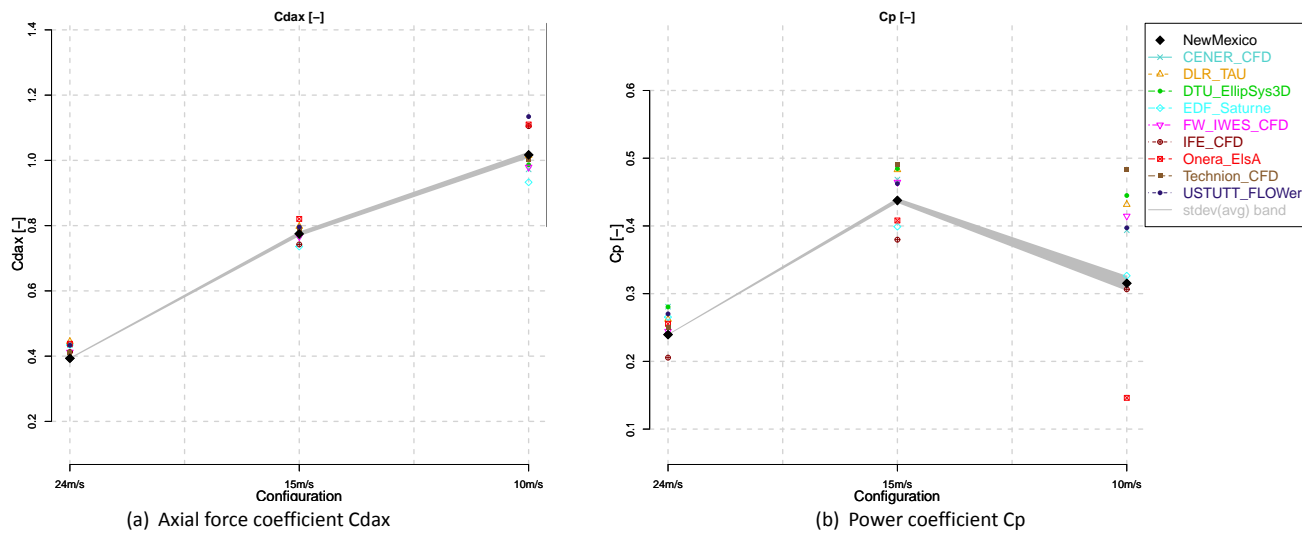 Cdax [−]
Cdax [−]
1.4
1.2
1.0
0.8
0.6
0.4
0.2
24m/s
15m/s
10m/s
Configuration
(a) Axial force coefficient Cdax
Cp [−]
Cp [−]
0.6
0.5
0.4
0.3
0.2
0.1
24m/s
15m/s
10m/s
Configuration
(b) Power coefficient Cp
NewMexico
CENER_CFD
DLR_TAU
DTU_EllipSys3D
EDF_Saturne
FW_IWES_CFD
IFE_CFD
Onera_ElsA
Technion_CFD
USTUTT_FLOWer
stdev(avg) band